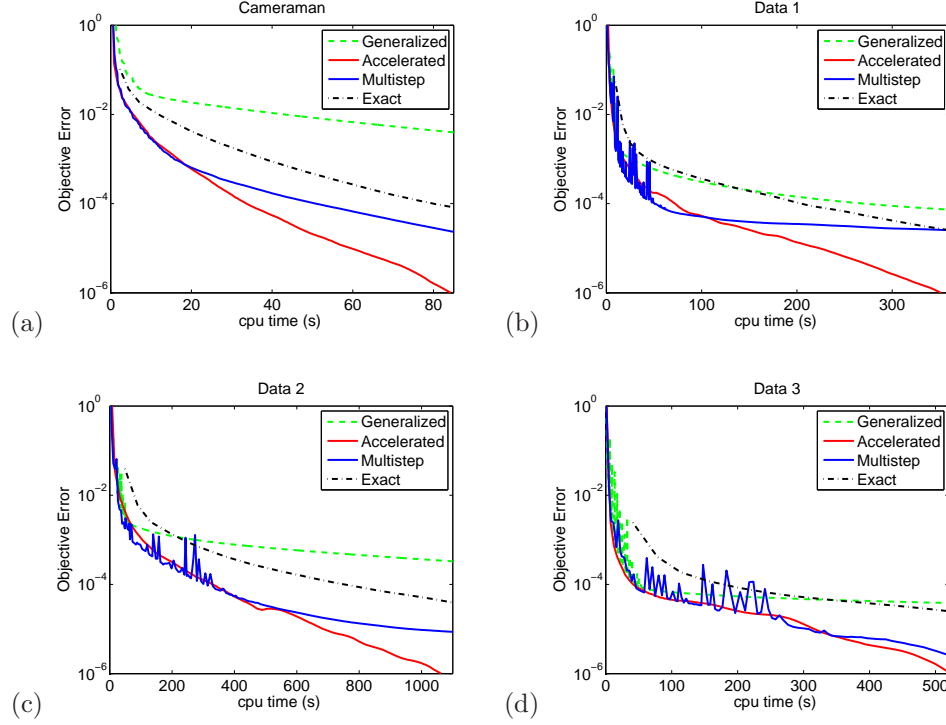 Cameraman
10^0
10^-2
10^-4
10^-6
Objective Error
0 20 40 60 80
cpu time (s)
Generalized
Accelerated
Multistep
Exact
(a)
Data 1
10^0
10^-2
10^-4
10^-6
Objective Error
0 100 200 300
cpu time (s)
Generalized
Accelerated
Multistep
Exact
(b)
Data 2
10^0
10^-2
10^-4
10^-6
Objective Error
0 200 400 600 800 1000
cpu time (s)
Generalized
Accelerated
Multistep
Exact
(c)
Data 3
10^0
10^-2
10^-4
10^-6
Objective Error
0 100 200 300 400 500
cpu time (s)
Generalized
Accelerated
Multistep
Exact
(d)